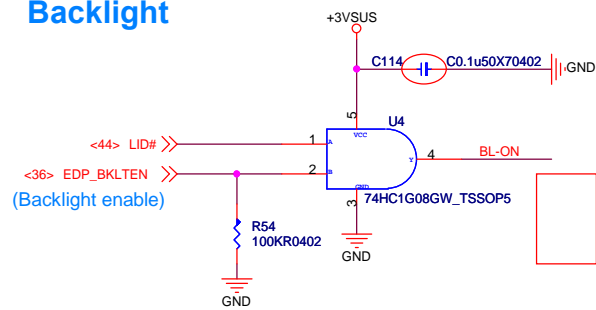 Backlight
+3VSUS
C114 C0.1u50X70402
GND
5
U4
VCC
<44> LID# 1 A
Y 4 BL-ON
<36> EDP_BKLTEN 2 B
(Backlight enable)
GND
3
74HC1G08GW_TSSOP5
R54
100KR0402
GND
GND